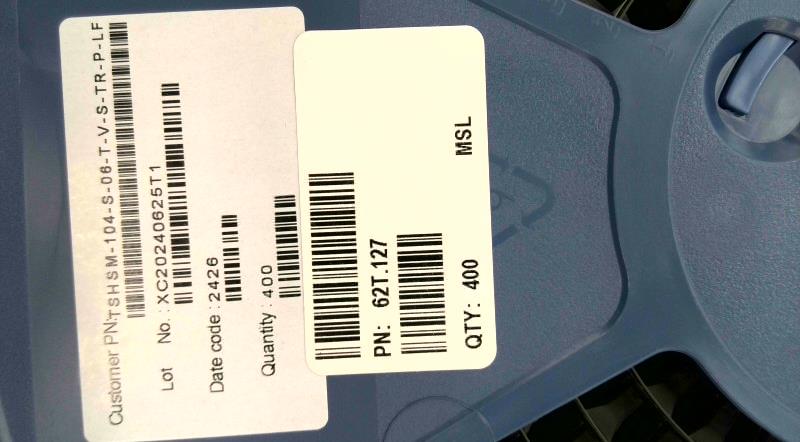 Customer PN:TSHSM-104-S-06-T-V-S-TR-P-LF
Lot No.:XC20240625T1
Date code:2426
Quantity:400
PN: 62T.127
QTY: 400 MSL